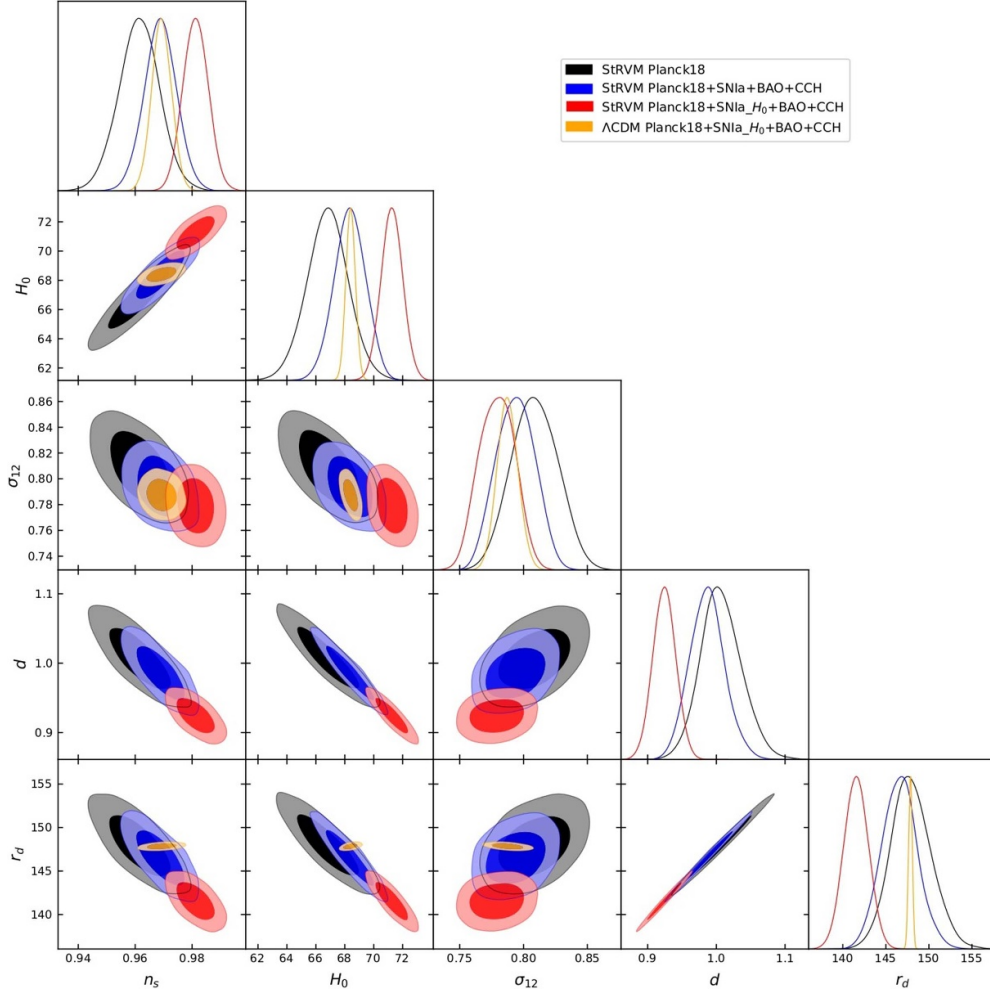 StRVM Planck18
StRVM Planck18+SNIa+BAO+CCH
StRVM Planck18+SNIa_H₀+BAO+CCH
ΛCDM Planck18+SNIa_H₀+BAO+CCH
72
70
68
66
64
62
H₀
0.86
0.84
0.82
0.80
0.78
0.76
0.74
σ₁₂
1.1
1.0
0.9
d
155
150
145
140
r_d
0.94 0.96 0.98
62 64 66 68 70 72
0.75 0.80 0.85
0.9 1.0 1.1
140 145 150 155
n_s H₀ σ₁₂ d r_d